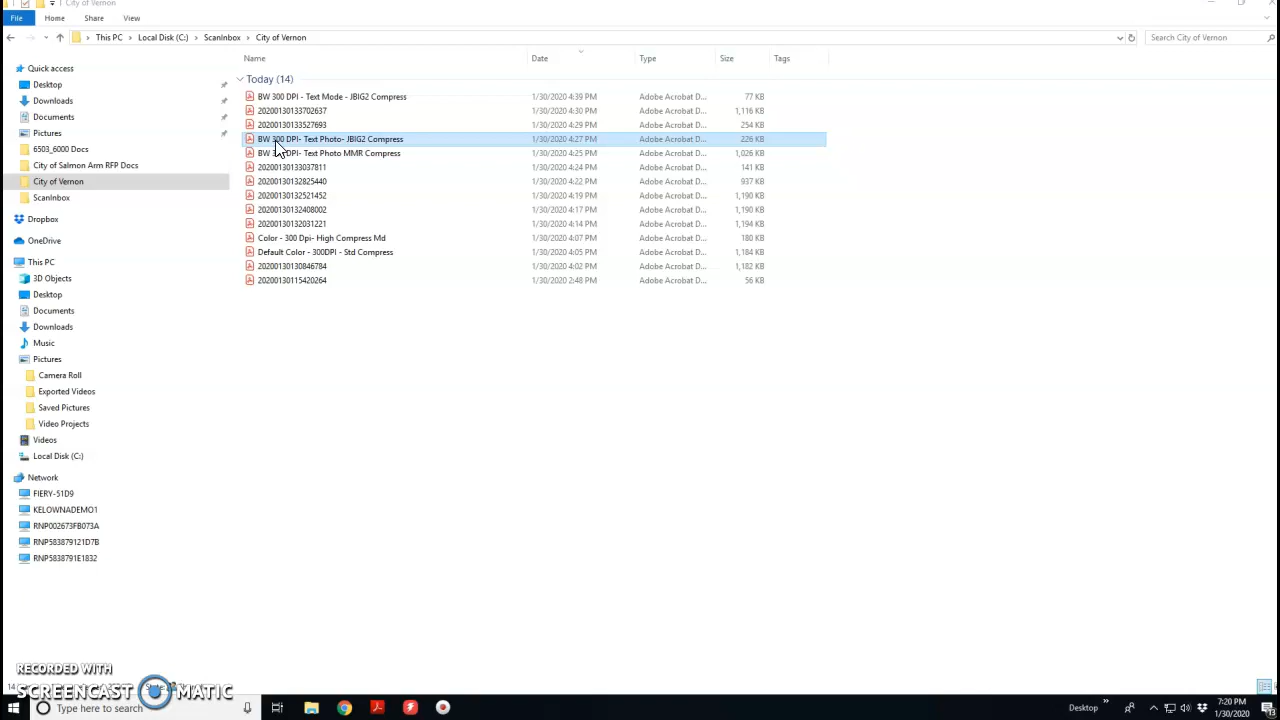 City of Vernon
File Home Share View
This PC > Local Disk (C:) > ScanInbox > City of Vernon
Search City of Vernon
Name Date Type Size Tags
Today (14)
BW 300 DPI - Text Mode - JBIG2 Compress 1/30/2020 4:39 PM Adobe Acrobat D... 77 KB
20200130133702637 1/30/2020 4:30 PM Adobe Acrobat D... 1,116 KB
20200130133527693 1/30/2020 4:29 PM Adobe Acrobat D... 254 KB
BW 300 DPI- Text Photo- JBIG2 Compress 1/30/2020 4:27 PM Adobe Acrobat D... 226 KB
BW 300 DPI- Text Photo MMR Compress 1/30/2020 4:25 PM Adobe Acrobat D... 1,026 KB
20200130133037811 1/30/2020 4:24 PM Adobe Acrobat D... 141 KB
20200130132825440 1/30/2020 4:22 PM Adobe Acrobat D... 937 KB
20200130132521452 1/30/2020 4:19 PM Adobe Acrobat D... 1,190 KB
20200130132408002 1/30/2020 4:17 PM Adobe Acrobat D... 1,190 KB
20200130132031221 1/30/2020 4:14 PM Adobe Acrobat D... 1,194 KB
Color - 300 Dpi- High Compress Md 1/30/2020 4:07 PM Adobe Acrobat D... 180 KB
Default Color - 300DPI - Std Compress 1/30/2020 4:05 PM Adobe Acrobat D... 1,184 KB
20200130130846784 1/30/2020 4:02 PM Adobe Acrobat D... 1,182 KB
20200130115420264 1/30/2020 2:48 PM Adobe Acrobat D... 56 KB
Quick access
Desktop
Downloads
Documents
Pictures
6503_6000 Docs
City of Salmon Arm RFP Docs
City of Vernon
ScanInbox
Dropbox
OneDrive
This PC
3D Objects
Desktop
Documents
Downloads
Music
Pictures
Camera Roll
Exported Videos
Saved Pictures
Video Projects
Videos
Local Disk (C:)
Network
FIERY-51D9
KELOWNADEMO1
RNP002673FB073A
RNP583879121D7B
RNP5838791E1832
RECORDED WITH
SCREENCAST MATIC
Type here to search
Desktop
7:20 PM
1/30/2020